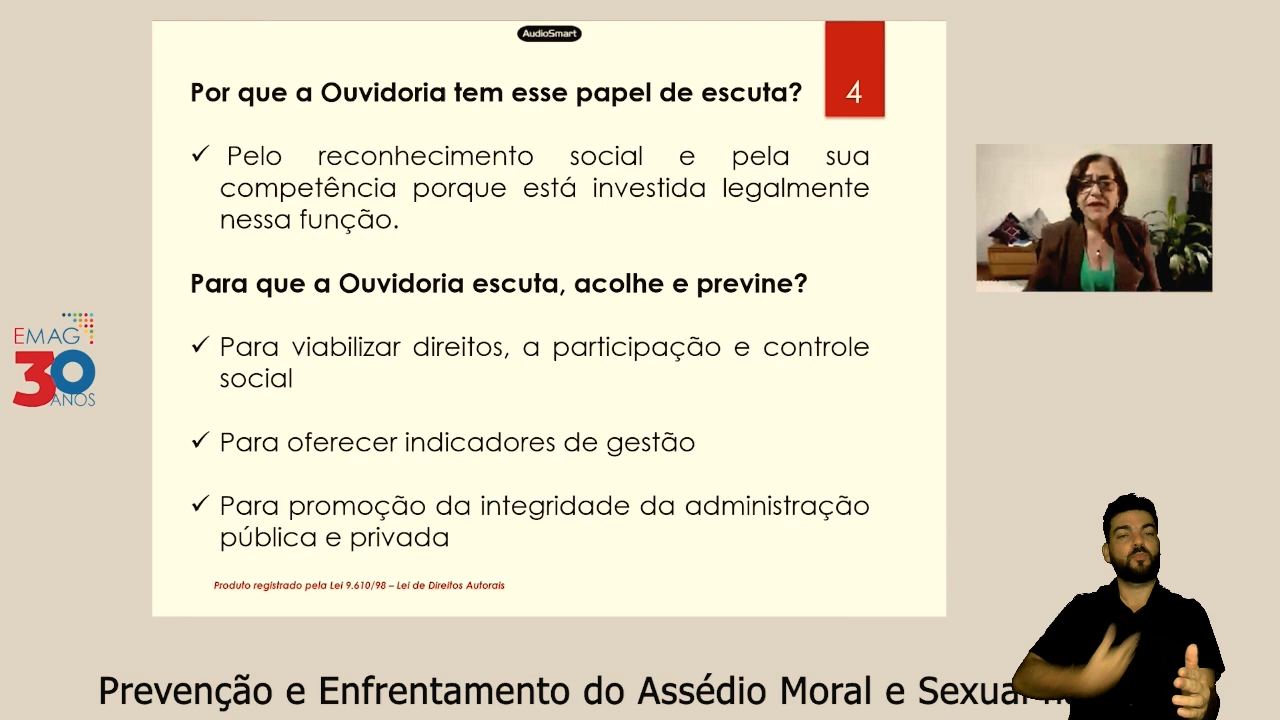 AudioSmart
4
Por que a Ouvidoria tem esse papel de escuta?
✓ Pelo reconhecimento social e pela sua
competência porque está investida legalmente
nessa função.
Para que a Ouvidoria escuta, acolhe e previne?
✓ Para viabilizar direitos, a participação e controle
social
✓ Para oferecer indicadores de gestão
✓ Para promoção da integridade da administração
pública e privada
Produto registrado pela Lei 9.610/98 – Lei de Direitos Autorais
EMAG
30
ANOS
Prevenção e Enfrentamento do Assédio Moral e Sexual